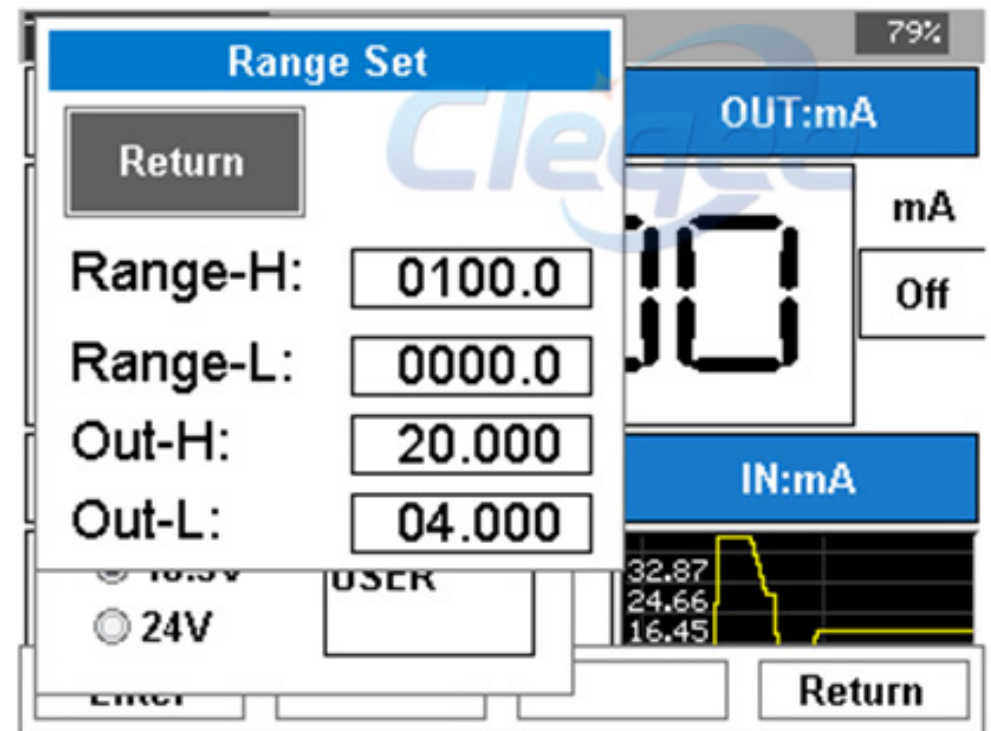 79%
Range Set
OUT:mA
Return
mA
Range-H: 0100.0
Off
Range-L: 0000.0
Out-H: 20.000
IN:mA
Out-L: 04.000
32.87
USER
24.66
24V
16.45
Return